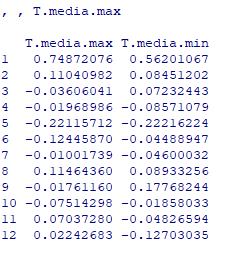 , , T.media.max
T.media.max T.media.min
1 0.74872076 0.56201067
2 0.11040982 0.08451202
3 -0.03606041 0.07232443
4 -0.01968986 -0.08571079
5 -0.22115712 -0.22216224
6 -0.12455870 -0.04488947
7 -0.01001739 -0.04600032
8 0.11464360 0.08933256
9 -0.01761160 0.17768244
10 -0.07514298 -0.01858033
11 0.07037280 -0.04826594
12 0.02242683 -0.12703035